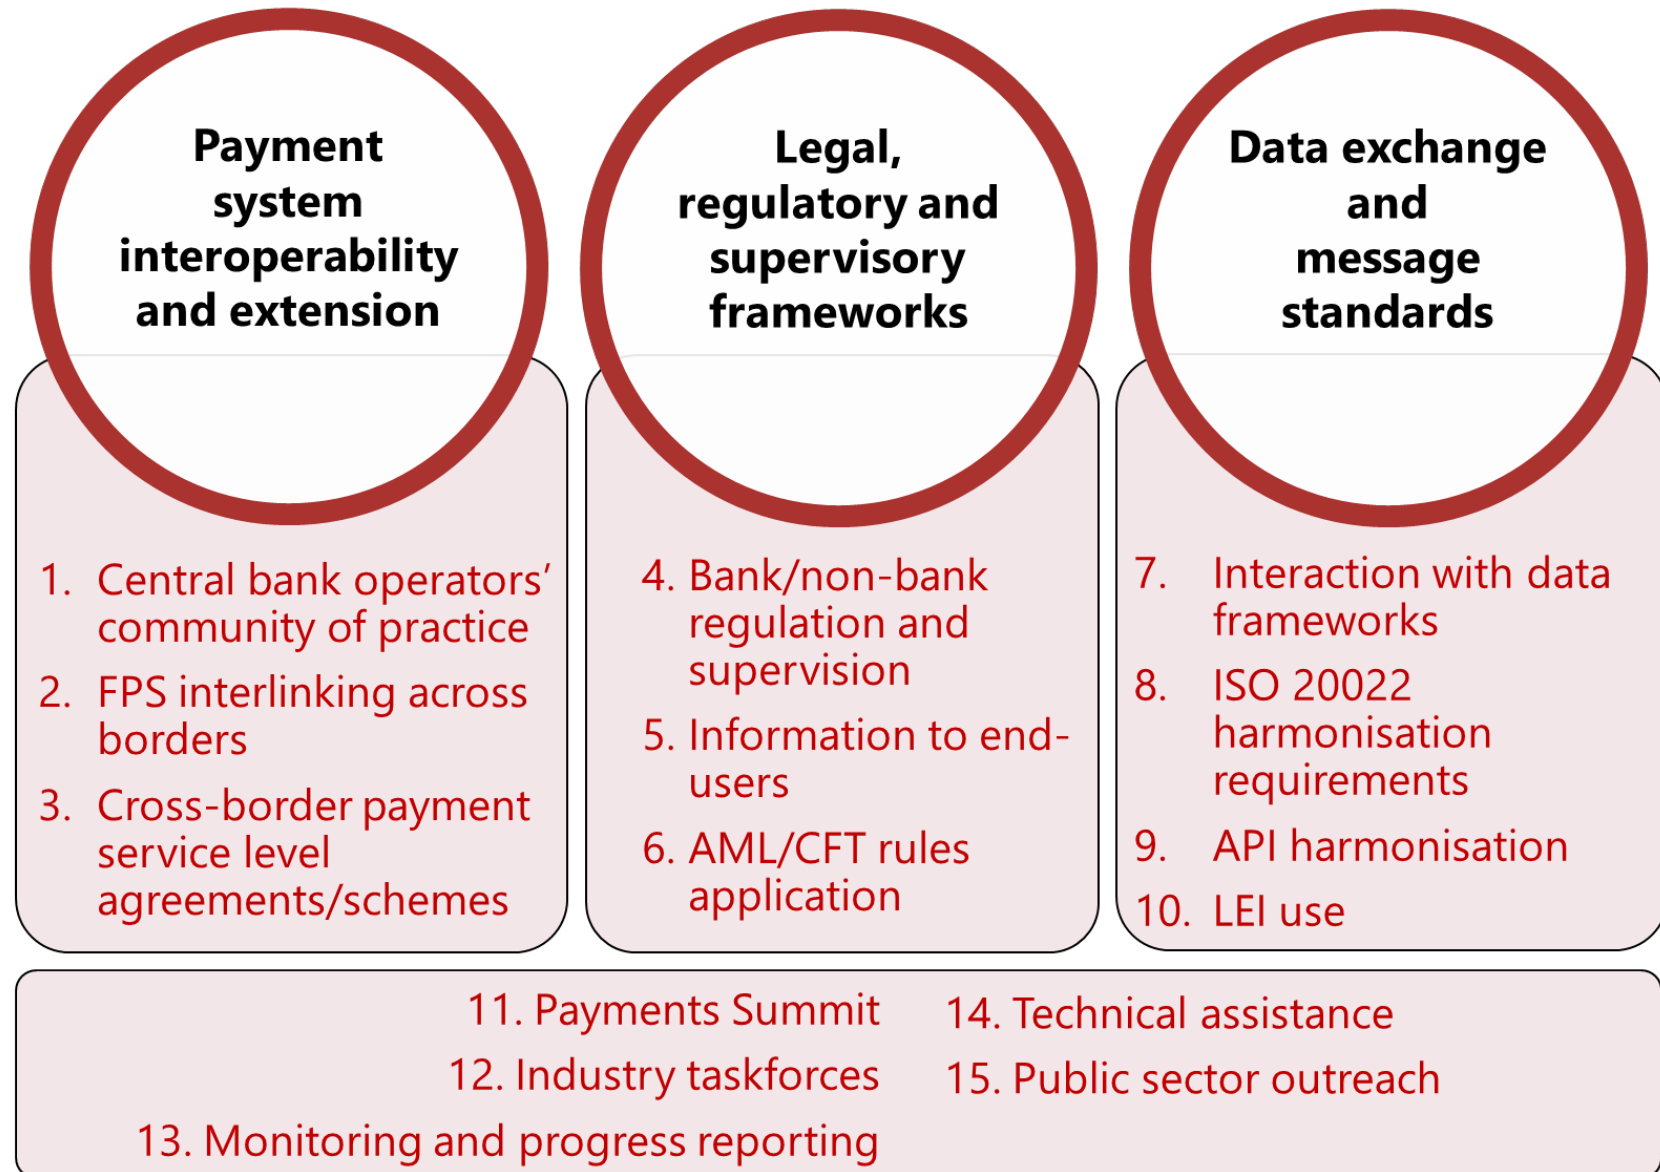 Payment
system
interoperability
and extension
1. Central bank operators’
community of practice
2. FPS interlinking across
borders
3. Cross-border payment
service level
agreements/schemes
Legal,
regulatory and
supervisory
frameworks
4. Bank/non-bank
regulation and
supervision
5. Information to end-
users
6. AML/CFT rules
application
Data exchange
and
message
standards
7. Interaction with data
frameworks
8. ISO 20022
harmonisation
requirements
9. API harmonisation
10. LEI use
11. Payments Summit
12. Industry taskforces
13. Monitoring and progress reporting
14. Technical assistance
15. Public sector outreach